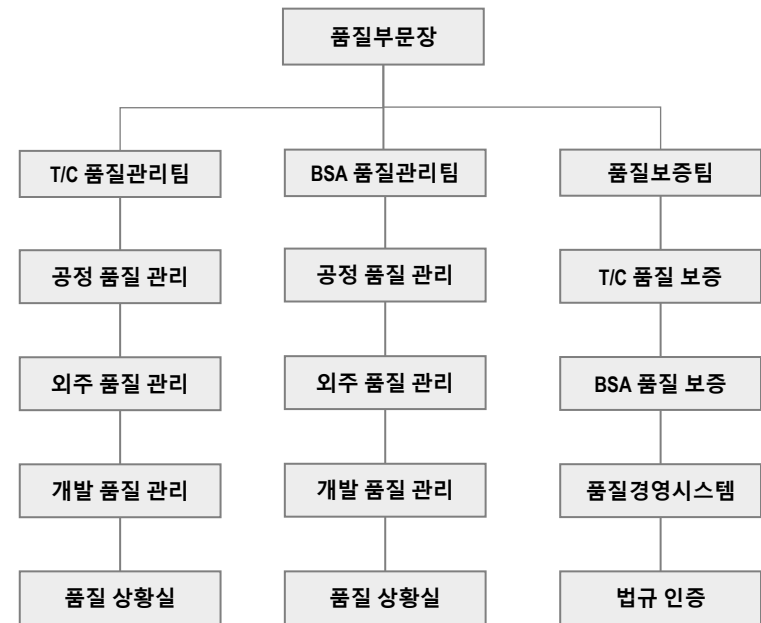 품질부문장
T/C 품질관리팀
BSA 품질관리팀
품질보증팀
공정 품질 관리
공정 품질 관리
T/C 품질 보증
외주 품질 관리
외주 품질 관리
BSA 품질 보증
개발 품질 관리
개발 품질 관리
품질경영시스템
품질 상황실
품질 상황실
법규 인증